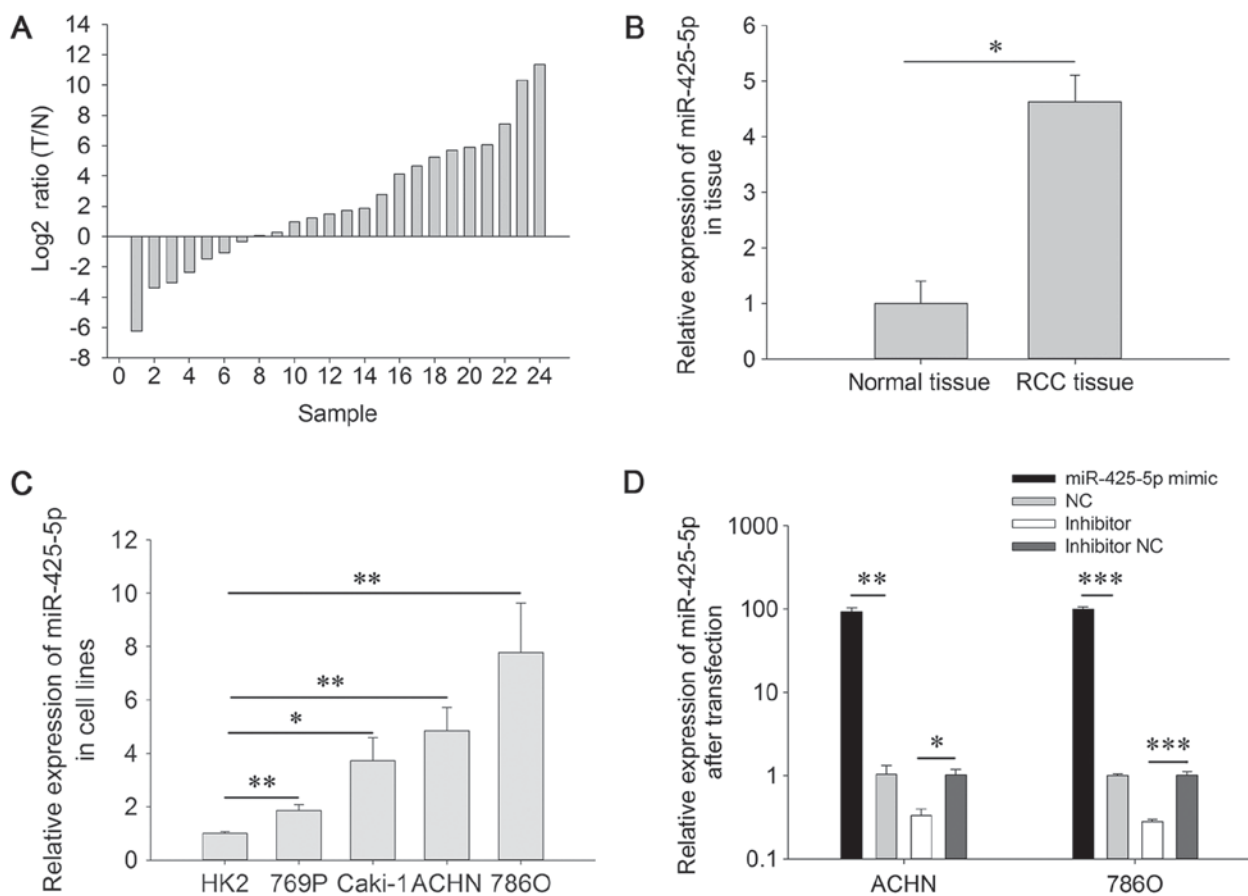 A
Log2 ratio (T/N)
14
12
10
8
6
4
2
0
-2
-4
-6
-8
0 2 4 6 8 10 12 14 16 18 20 22 24
Sample
B
Relative expression of miR-425-5p
in tissue
6
5
4
3
2
1
0
*
Normal tissue RCC tissue
C
Relative expression of miR-425-5p
in cell lines
12
10
8
6
4
2
0
**
**
*
**
HK2 769P Caki-1 ACHN 786O
D
miR-425-5p mimic
NC
Inhibitor
Inhibitor NC
Relative expression of miR-425-5p
after transfection
1000
100
10
1
0.1
** ***
* ***
ACHN 786O